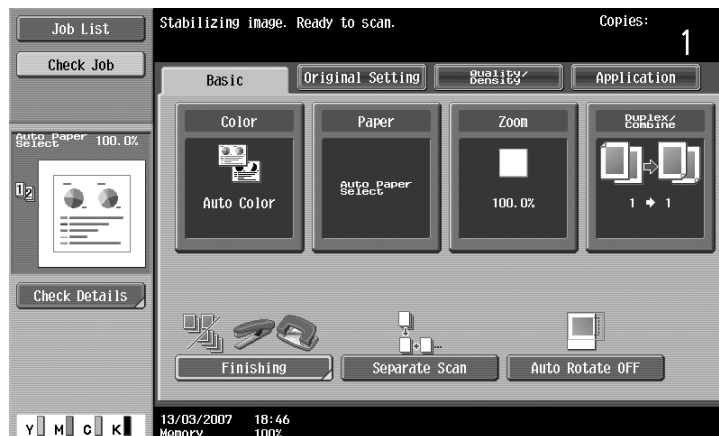 Job List
Stabilizing image. Ready to scan.
Copies:
1
Check Job
Basic
Original Setting
Quality/
Density
Application
Auto Paper
Select
100.0%
Color
Paper
Zoom
Duplex/
Combine
Auto Color
Auto Paper
Select
100.0%
1 → 1
12
Check Details
Finishing
Separate Scan
Auto Rotate OFF
Y M C K
13/03/2007 18:46
Memory 100%